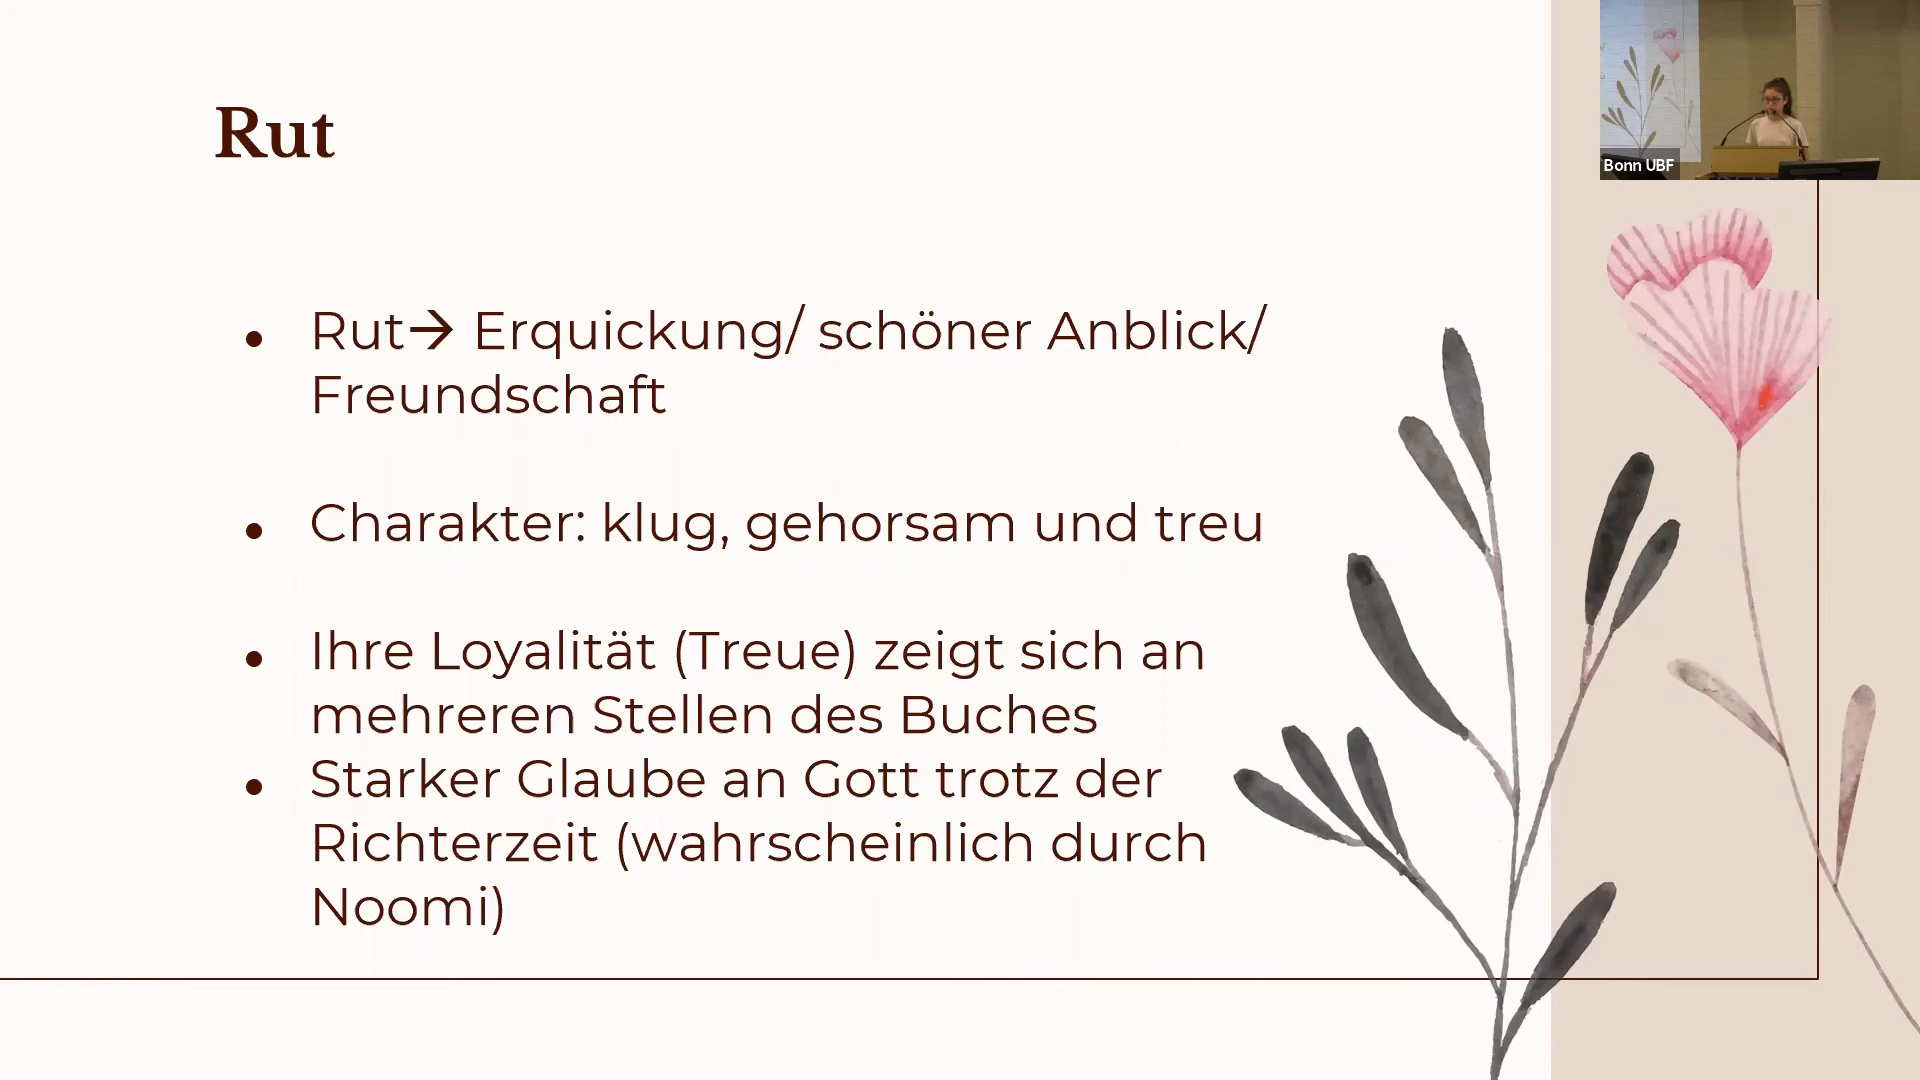 Rut
Bonn UBF
• Rut→ Erquickung/ schöner Anblick/
Freundschaft
• Charakter: klug, gehorsam und treu
• Ihre Loyalität (Treue) zeigt sich an
mehreren Stellen des Buches
• Starker Glaube an Gott trotz der
Richterzeit (wahrscheinlich durch
Noomi)